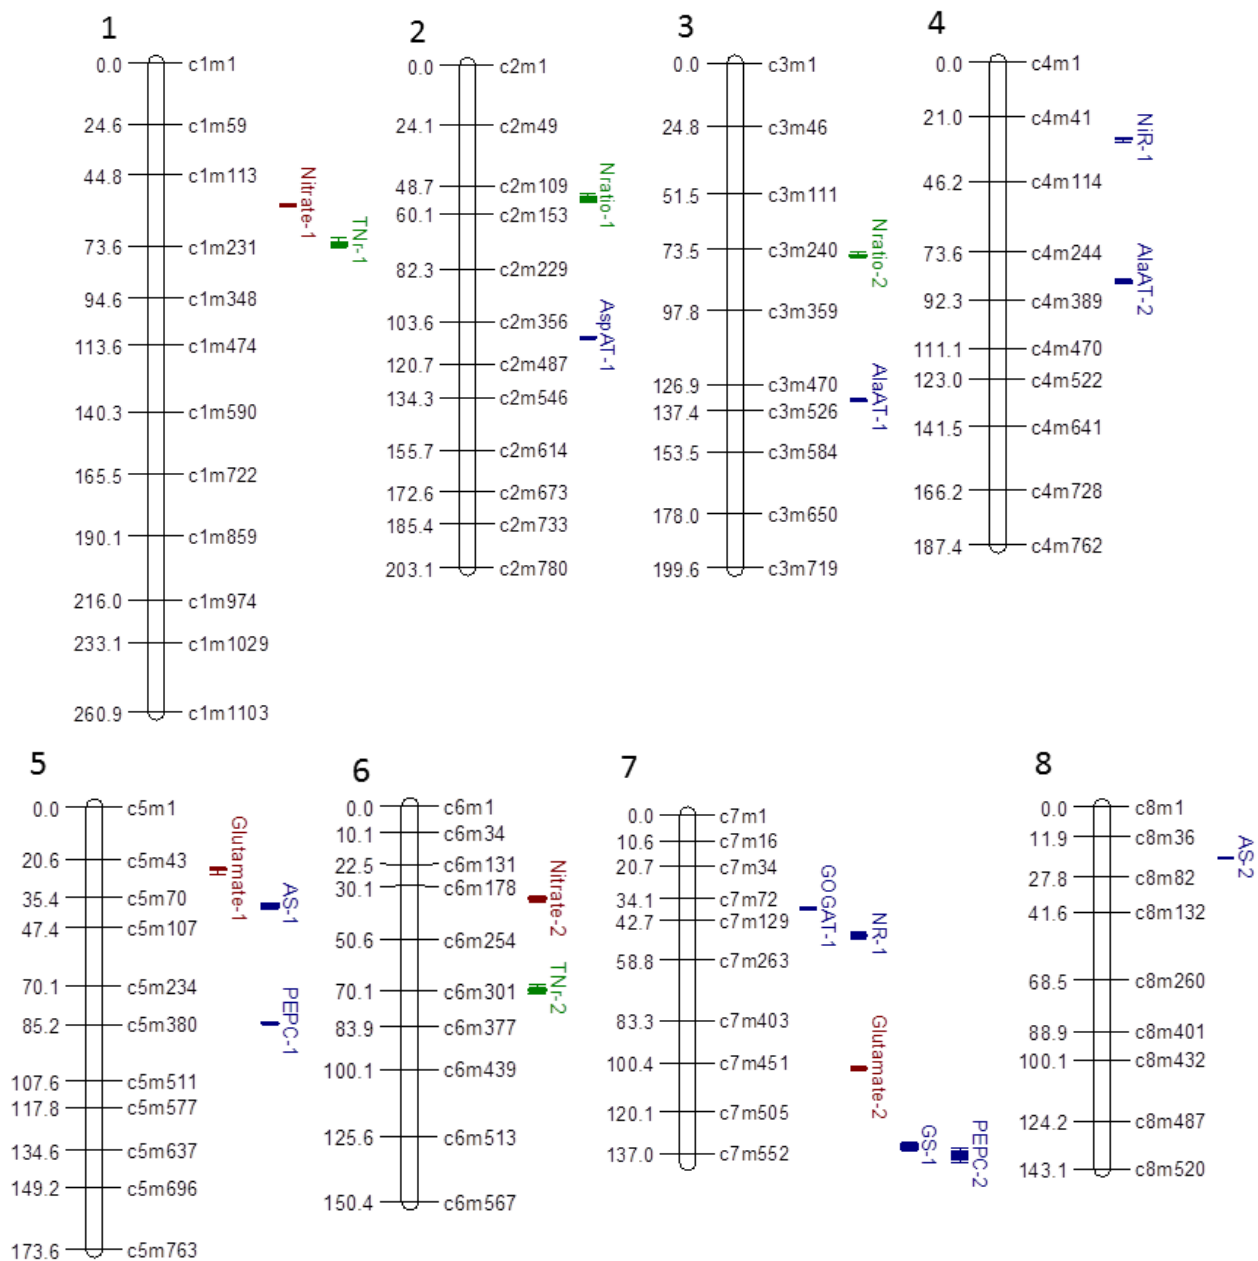 1
0.0 c1m1
24.6 c1m59
44.8 c1m113
73.6 c1m231
94.6 c1m348
113.6 c1m474
140.3 c1m590
165.5 c1m722
190.1 c1m859
216.0 c1m974
233.1 c1m1029
260.9 c1m1103
Nitrate-1
TNr-1
2
0.0 c2m1
24.1 c2m49
48.7 c2m109
60.1 c2m153
82.3 c2m229
103.6 c2m356
120.7 c2m487
134.3 c2m546
155.7 c2m614
172.6 c2m673
185.4 c2m733
203.1 c2m780
Nratio-1
AspAT-1
3
0.0 c3m1
24.8 c3m46
51.5 c3m111
73.5 c3m240
97.8 c3m359
126.9 c3m470
137.4 c3m526
153.5 c3m584
178.0 c3m650
199.6 c3m719
Nratio-2
AlaAT-1
4
0.0 c4m1
21.0 c4m41
46.2 c4m114
73.6 c4m244
92.3 c4m389
111.1 c4m470
123.0 c4m522
141.5 c4m641
166.2 c4m728
187.4 c4m762
NiR-1
AlaAT-2
5
0.0 c5m1
20.6 c5m43
35.4 c5m70
47.4 c5m107
70.1 c5m234
85.2 c5m380
107.6 c5m511
117.8 c5m577
134.6 c5m637
149.2 c5m696
173.6 c5m763
Glutamate-1
AS-1
PEPC-1
6
0.0 c6m1
10.1 c6m34
22.5 c6m131
30.1 c6m178
50.6 c6m254
70.1 c6m301
83.9 c6m377
100.1 c6m439
125.6 c6m513
150.4 c6m567
Nitrate-2
TNr-2
7
0.0 c7m1
10.6 c7m16
20.7 c7m34
34.1 c7m72
42.7 c7m129
58.8 c7m263
83.3 c7m403
100.4 c7m451
120.1 c7m505
137.0 c7m552
GOGAT-1
NR-1
Glutamate-2
GS-1
PEPC-2
8
0.0 c8m1
11.9 c8m36
27.8 c8m82
41.6 c8m132
68.5 c8m260
88.9 c8m401
100.1 c8m432
124.2 c8m487
143.1 c8m520
AS-2